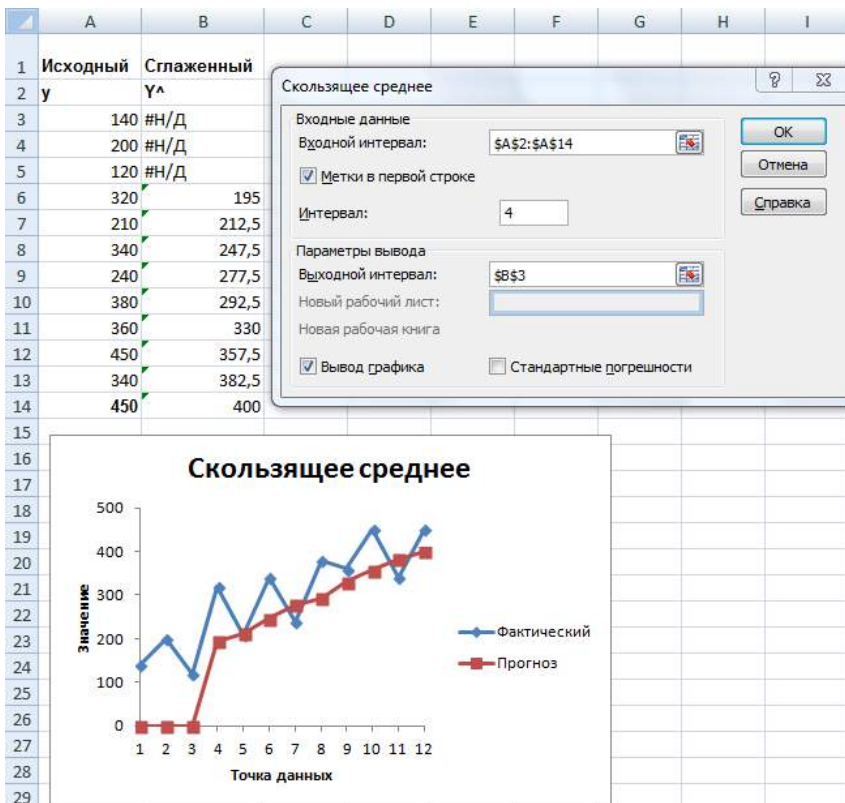 A B C D E F G H I
1 Исходный Сглаженный
2 y Y^
3 140 #Н/Д
4 200 #Н/Д
5 120 #Н/Д
6 320 195
7 210 212,5
8 340 247,5
9 240 277,5
10 380 292,5
11 360 330
12 450 357,5
13 340 382,5
14 450 400
15
16
17
18
19
20
21
22
23
24
25
26
27
28
29
Скользящее среднее
Входные данные
Входной интервал: $A$2:$A$14
Метки в первой строке
Интервал: 4
Параметры вывода
Выходной интервал: $B$3
Новый рабочий лист:
Новая рабочая книга
Вывод графика Стандартные погрешности
?
OK
Отмена
Справка
Скользящее среднее
500
400
300
200
100
0
Значение
1 2 3 4 5 6 7 8 9 10 11 12
Точка данных
Фактический
Прогноз